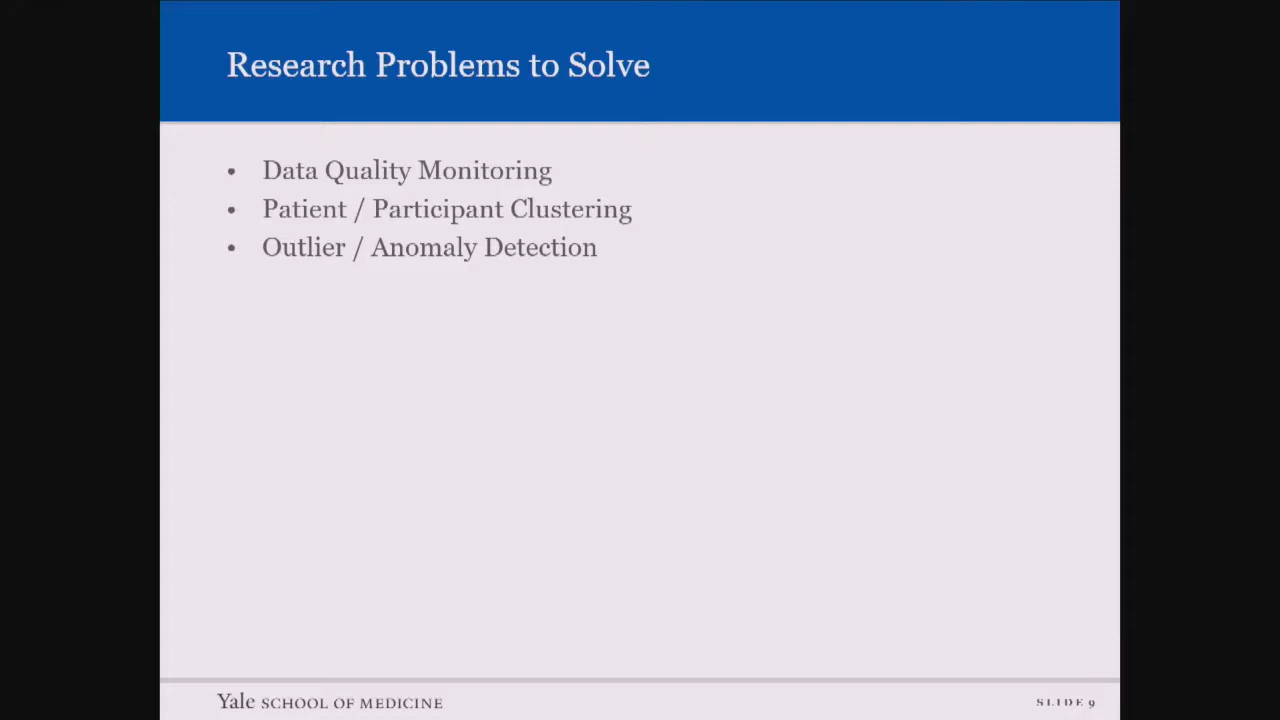 Research Problems to Solve
• Data Quality Monitoring
• Patient / Participant Clustering
• Outlier / Anomaly Detection
Yale SCHOOL OF MEDICINE
SLIDE 9